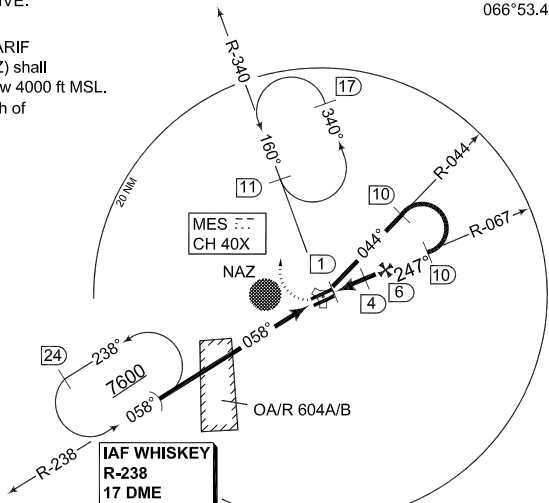 IVE.
066°53.4
ARIF
Z) shall
w 4000 ft MSL.
h of
R-340
17
340°
160°
11
20 NM
10
R-044
MES
CH 40X
044°
R-067
1
NAZ
247°
10
6
4
058°
24
238°
7600
058°
OA/R 604A/B
R-238
IAF WHISKEY
R-238
17 DME